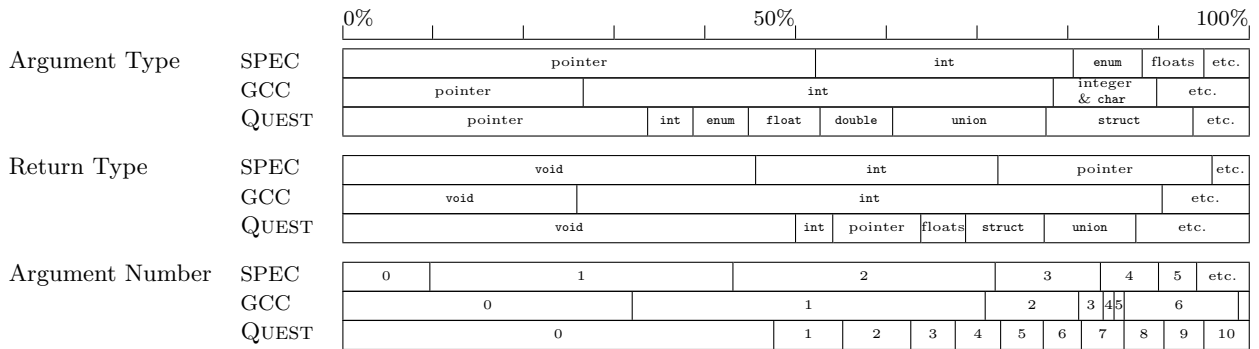 0% 50% 100%
Argument Type SPEC pointer int enum floats etc.
GCC pointer int integer & char etc.
QUEST pointer int enum float double union struct etc.
Return Type SPEC void int pointer etc.
GCC void int etc.
QUEST void int pointer floats struct union etc.
Argument Number SPEC 0 1 2 3 4 5 etc.
GCC 0 1 2 3 4 5 6
QUEST 0 1 2 3 4 5 6 7 8 9 10